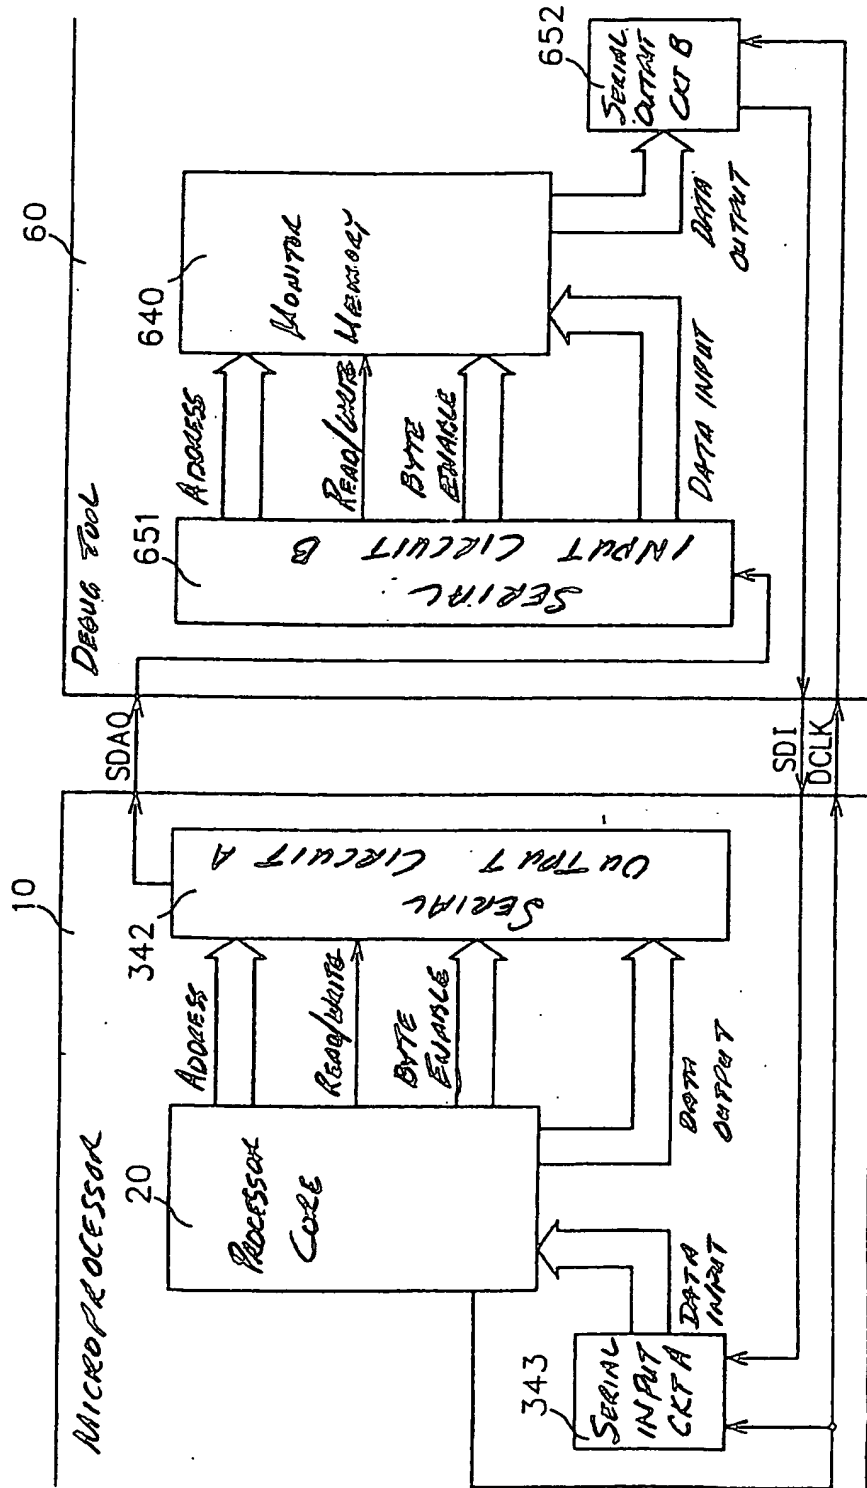 10
MICROPROCESSOR
20
PROCESSOR
CORE
ADDRESS
READ/WRITE
BYTE
ENABLE
DATA
OUTPUT
342
SERIAL
OUTPUT CIRCUIT A
343
SERIAL
INPUT
CKT A
DATA
INPUT
SDAO
SDI
DCLK
60
DEBUG TOOL
651
SERIAL
INPUT CIRCUIT B
ADDRESS
READ/WRITE
BYTE
ENABLE
DATA INPUT
640
MONITOR
MEMORY
DATA
OUTPUT
652
SERIAL
OUTPUT
CKT B